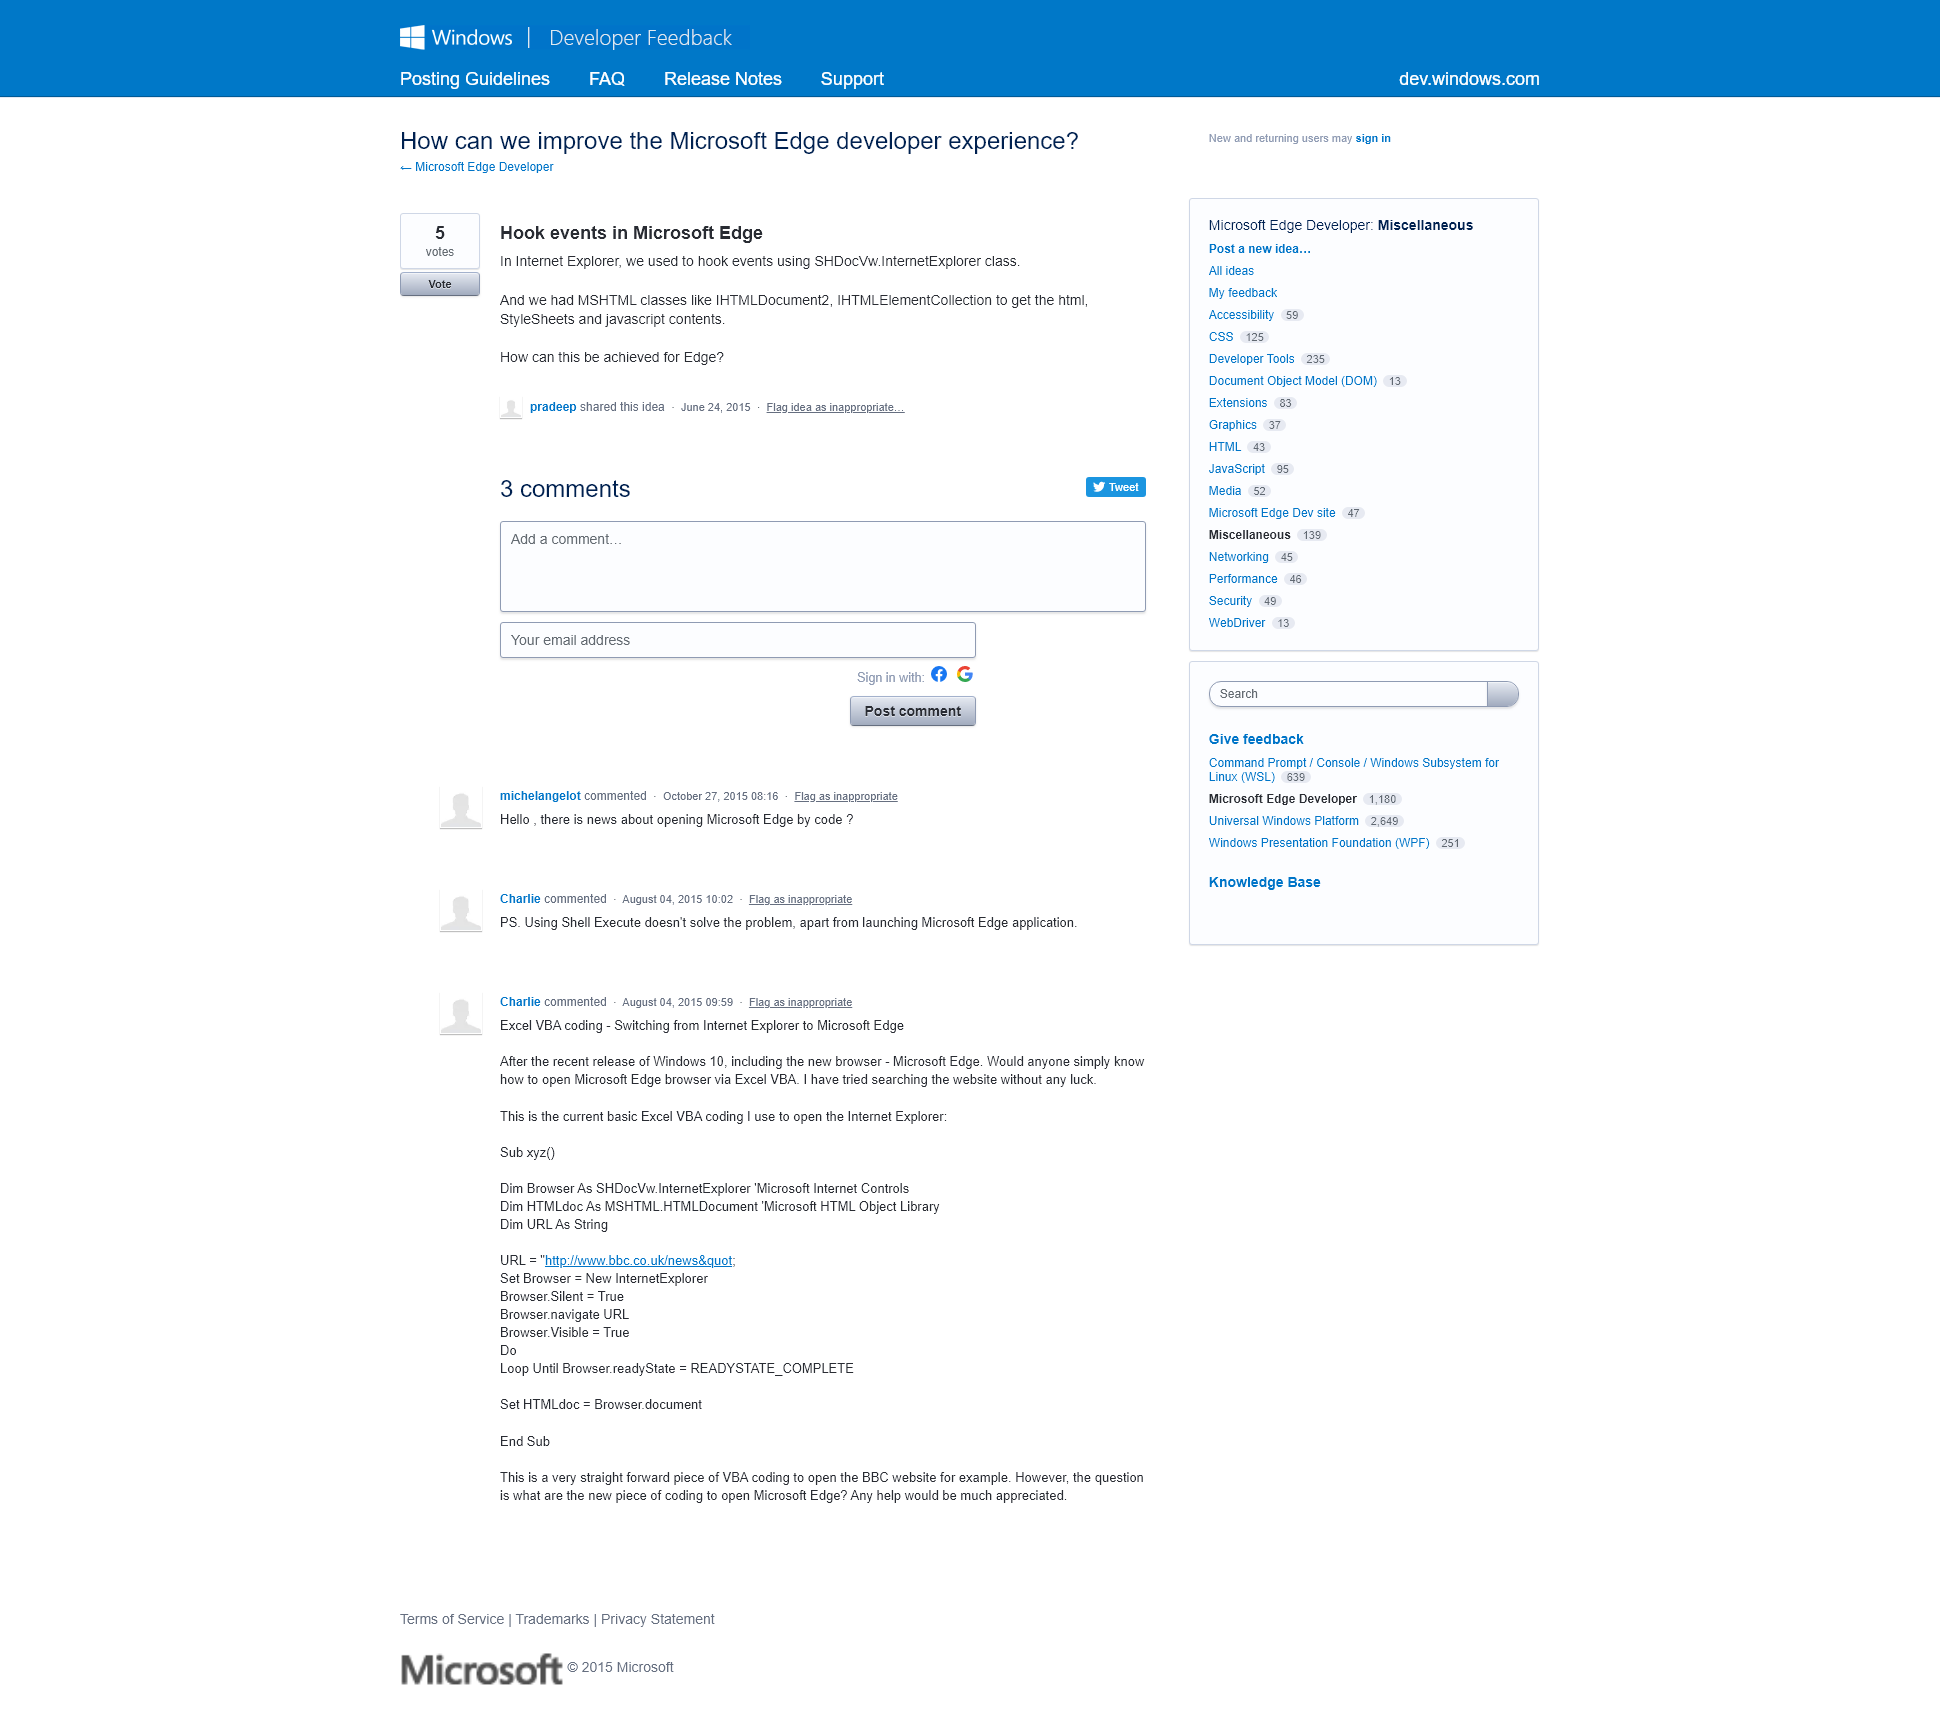 Windows | Developer Feedback
Posting Guidelines FAQ Release Notes Support dev.windows.com
How can we improve the Microsoft Edge developer experience?
← Microsoft Edge Developer
New and returning users may sign in
5
votes
Vote
Hook events in Microsoft Edge
In Internet Explorer, we used to hook events using SHDocVw.InternetExplorer class.
And we had MSHTML classes like IHTMLDocument2, IHTMLElementCollection to get the html,
StyleSheets and javascript contents.
How can this be achieved for Edge?
pradeep shared this idea · June 24, 2015 · Flag idea as inappropriate…
3 comments
Tweet
Add a comment…
Your email address
Sign in with:
Post comment
michelangelot commented · October 27, 2015 08:16 · Flag as inappropriate
Hello , there is news about opening Microsoft Edge by code ?
Charlie commented · August 04, 2015 10:02 · Flag as inappropriate
PS. Using Shell Execute doesn't solve the problem, apart from launching Microsoft Edge application.
Charlie commented · August 04, 2015 09:59 · Flag as inappropriate
Excel VBA coding - Switching from Internet Explorer to Microsoft Edge
After the recent release of Windows 10, including the new browser - Microsoft Edge. Would anyone simply know
how to open Microsoft Edge browser via Excel VBA. I have tried searching the website without any luck.
This is the current basic Excel VBA coding I use to open the Internet Explorer:
Sub xyz()
Dim Browser As SHDocVw.InternetExplorer 'Microsoft Internet Controls
Dim HTMLdoc As MSHTML.HTMLDocument 'Microsoft HTML Object Library
Dim URL As String
URL = "http://www.bbc.co.uk/news&quot;
Set Browser = New InternetExplorer
Browser.Silent = True
Browser.navigate URL
Browser.Visible = True
Do
Loop Until Browser.readyState = READYSTATE_COMPLETE
Set HTMLdoc = Browser.document
End Sub
This is a very straight forward piece of VBA coding to open the BBC website for example. However, the question
is what are the new piece of coding to open Microsoft Edge? Any help would be much appreciated.
Microsoft Edge Developer: Miscellaneous
Post a new idea…
All ideas
My feedback
Accessibility 59
CSS 125
Developer Tools 235
Document Object Model (DOM) 13
Extensions 83
Graphics 37
HTML 43
JavaScript 95
Media 52
Microsoft Edge Dev site 47
Miscellaneous 139
Networking 45
Performance 46
Security 49
WebDriver 13
Search
Give feedback
Command Prompt / Console / Windows Subsystem for
Linux (WSL) 639
Microsoft Edge Developer 1,180
Universal Windows Platform 2,649
Windows Presentation Foundation (WPF) 251
Knowledge Base
Terms of Service | Trademarks | Privacy Statement
Microsoft © 2015 Microsoft